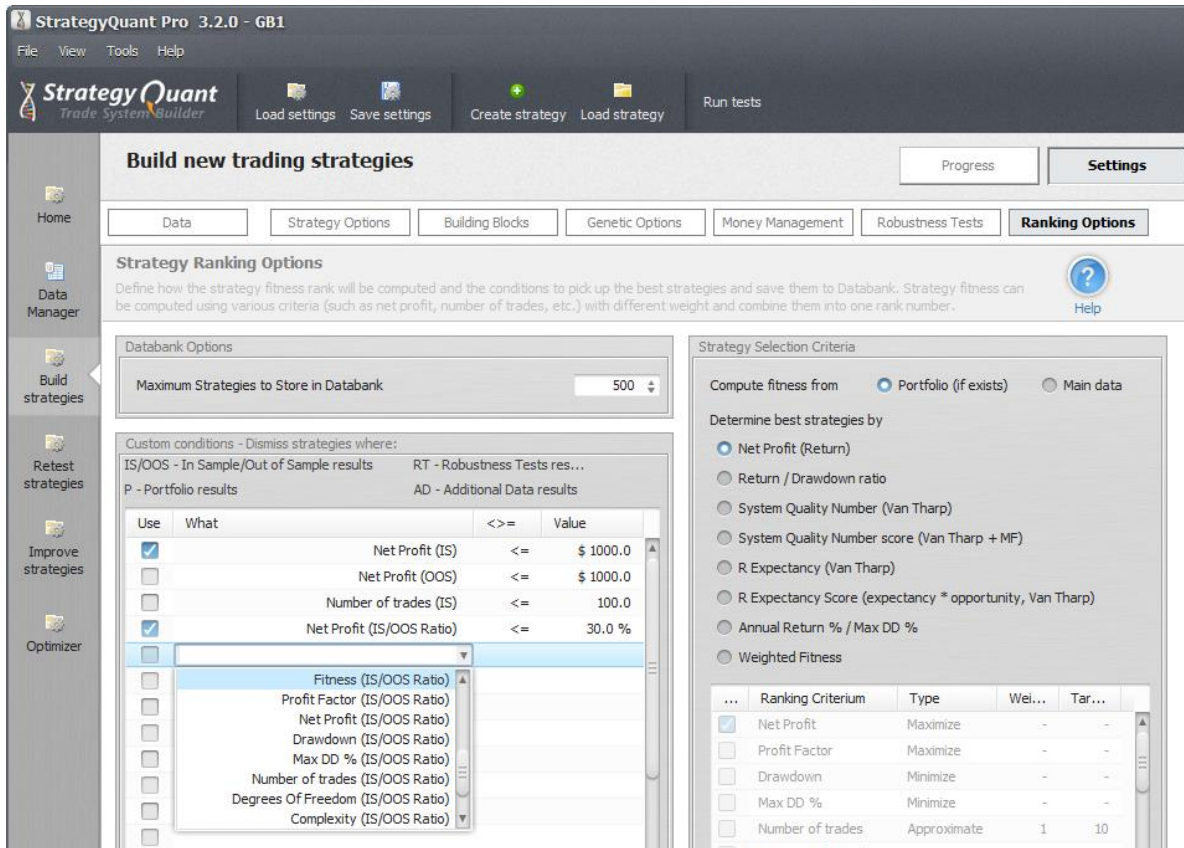 StrategyQuant Pro 3.2.0 - GB1
File View Tools Help
StrategyQuant
Trade System Builder
Load settings Save settings Create strategy Load strategy Run tests
Build new trading strategies
Progress Settings
Home
Data Strategy Options Building Blocks Genetic Options Money Management Robustness Tests Ranking Options
Strategy Ranking Options
Define how the strategy fitness rank will be computed and the conditions to pick up the best strategies and save them to Databank. Strategy fitness can
be computed using various criteria (such as net profit, number of trades, etc.) with different weight and combine them into one rank number.
Help
Data
Manager
Build
strategies
Retest
strategies
Improve
strategies
Optimizer
Databank Options
Maximum Strategies to Store in Databank 500
Custom conditions - Dismiss strategies where:
IS/OOS - In Sample/Out of Sample results RT - Robustness Tests res...
P - Portfolio results AD - Additional Data results
Use What <>= Value
Net Profit (IS) <= $ 1000.0
Net Profit (OOS) <= $ 1000.0
Number of trades (IS) <= 100.0
Net Profit (IS/OOS Ratio) <= 30.0 %
Fitness (IS/OOS Ratio)
Profit Factor (IS/OOS Ratio)
Net Profit (IS/OOS Ratio)
Drawdown (IS/OOS Ratio)
Max DD % (IS/OOS Ratio)
Number of trades (IS/OOS Ratio)
Degrees Of Freedom (IS/OOS Ratio)
Complexity (IS/OOS Ratio)
Strategy Selection Criteria
Compute fitness from Portfolio (if exists) Main data
Determine best strategies by
Net Profit (Return)
Return / Drawdown ratio
System Quality Number (Van Tharp)
System Quality Number score (Van Tharp + MF)
R Expectancy (Van Tharp)
R Expectancy Score (expectancy * opportunity, Van Tharp)
Annual Return % / Max DD %
Weighted Fitness
... Ranking Criterium Type Wei... Tar...
Net Profit Maximize - -
Profit Factor Maximize - -
Drawdown Minimize - -
Max DD % Minimize - -
Number of trades Approximate 1 10